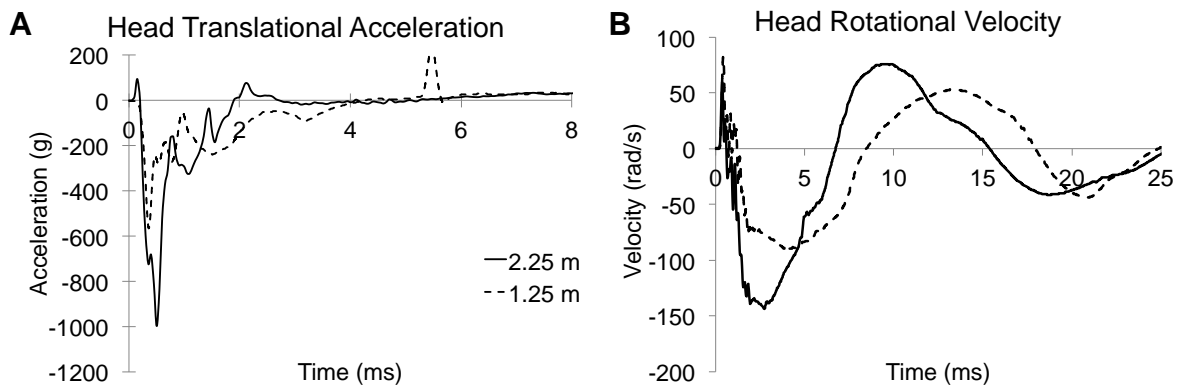 A
Head Translational Acceleration
200
0
-200
-400
-600
-800
-1000
-1200
0
2
4
6
8
Acceleration (g)
Time (ms)
2.25 m
1.25 m
B
Head Rotational Velocity
100
50
0
-50
-100
-150
-200
0
5
10
15
20
25
Velocity (rad/s)
Time (ms)